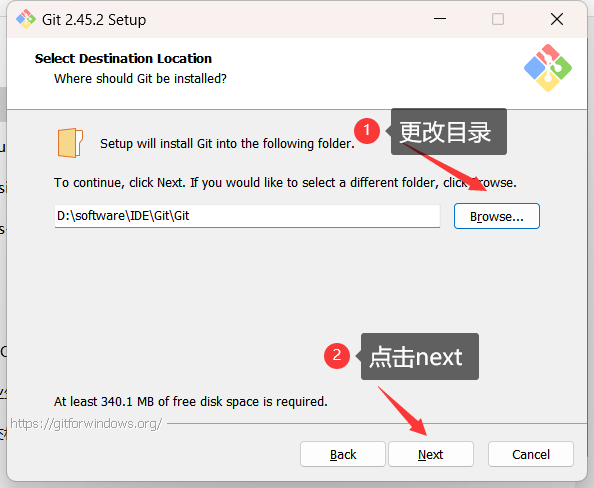 Git 2.45.2 Setup
Select Destination Location
Where should Git be installed?
1 更改目录
Setup will install Git into the following folder.
To continue, click Next. If you would like to select a different folder, click Browse.
D:\software\IDE\Git\Git
Browse...
2 点击next
At least 340.1 MB of free disk space is required.
https://gitforwindows.org/
Back
Next
Cancel